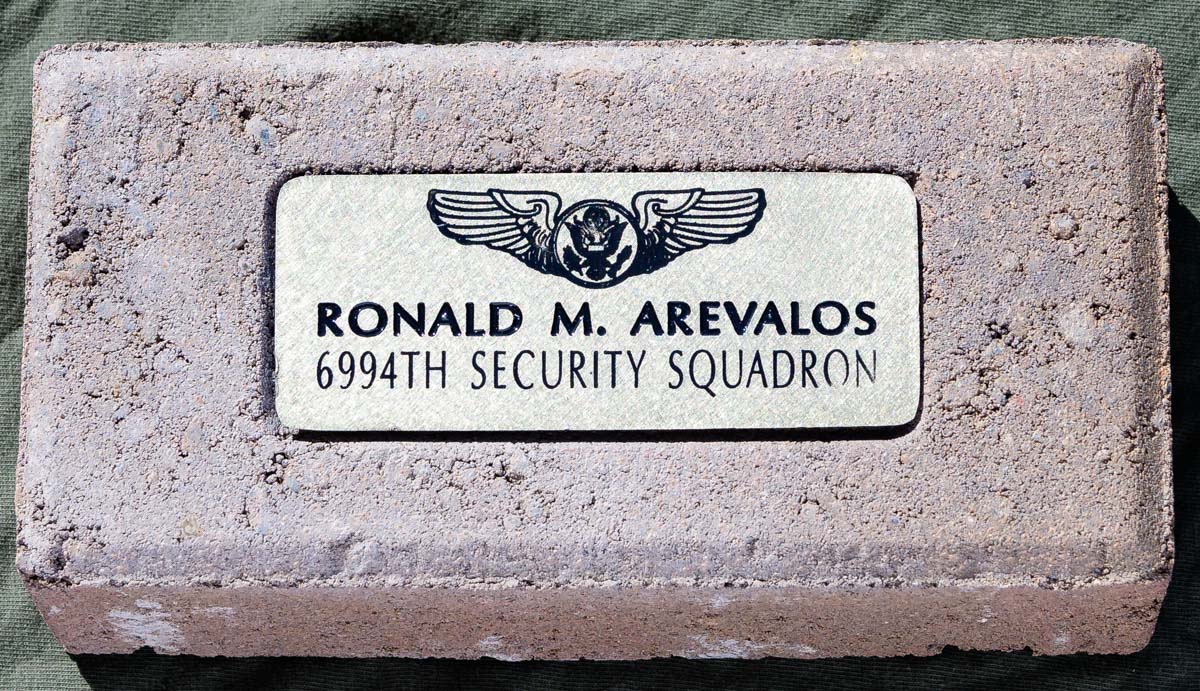 RONALD M. AREVALOS
6994TH SECURITY SQUADRON